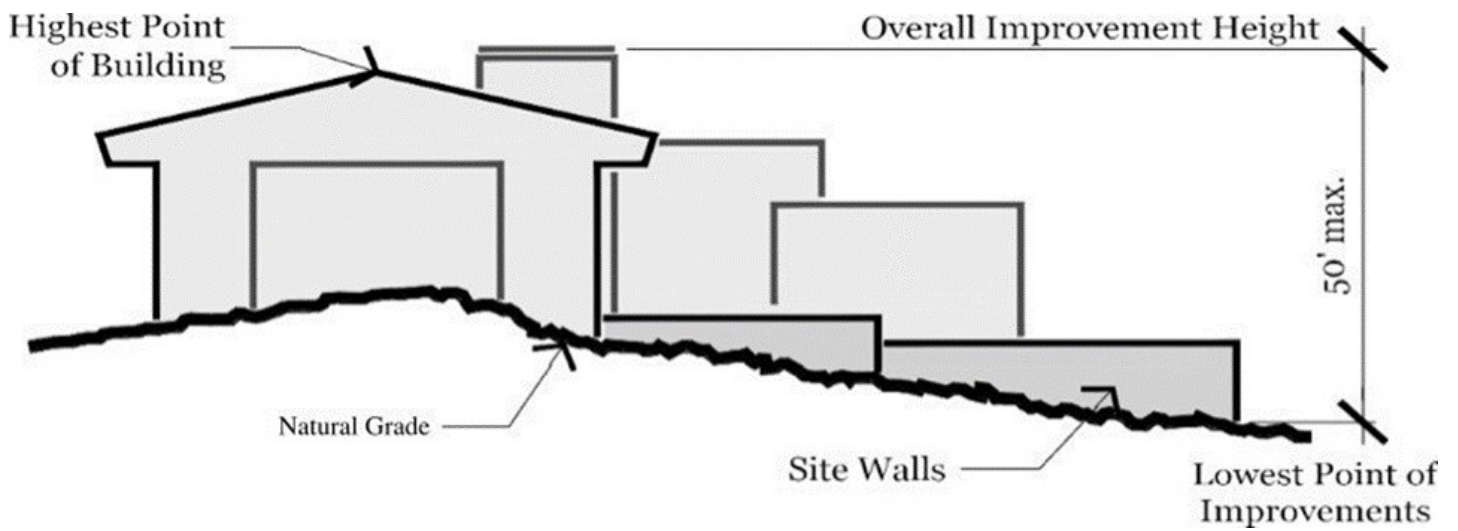 Highest Point
of Building
Overall Improvement Height
50' max.
Natural Grade
Site Walls
Lowest Point of
Improvements